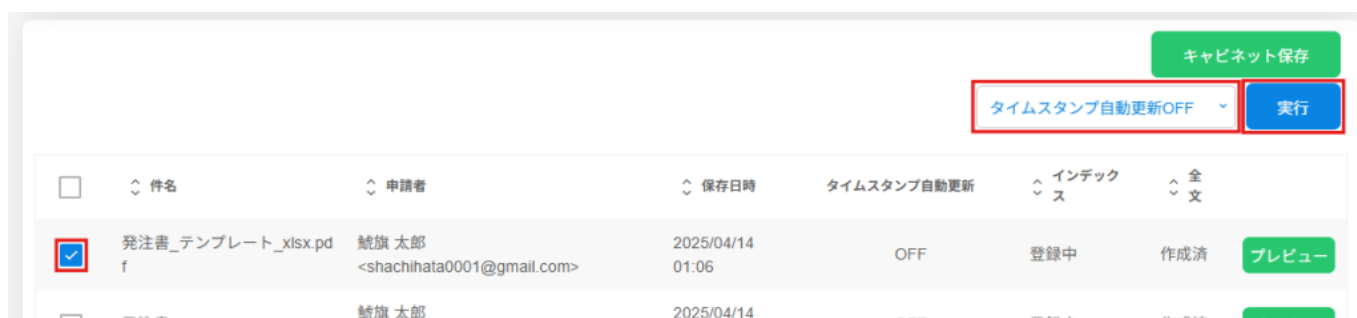 キャビネット保存
タイムスタンプ自動更新OFF 実行
件名 申請者 保存日時 タイムスタンプ自動更新 インデックス 全文
発注書_テンプレート_xlsx.pdf 鯱旗 太郎 <shachihata0001@gmail.com> 2025/04/14 01:06 OFF 登録中 作成済 プレビュー
鯱旗 太郎 2025/04/14